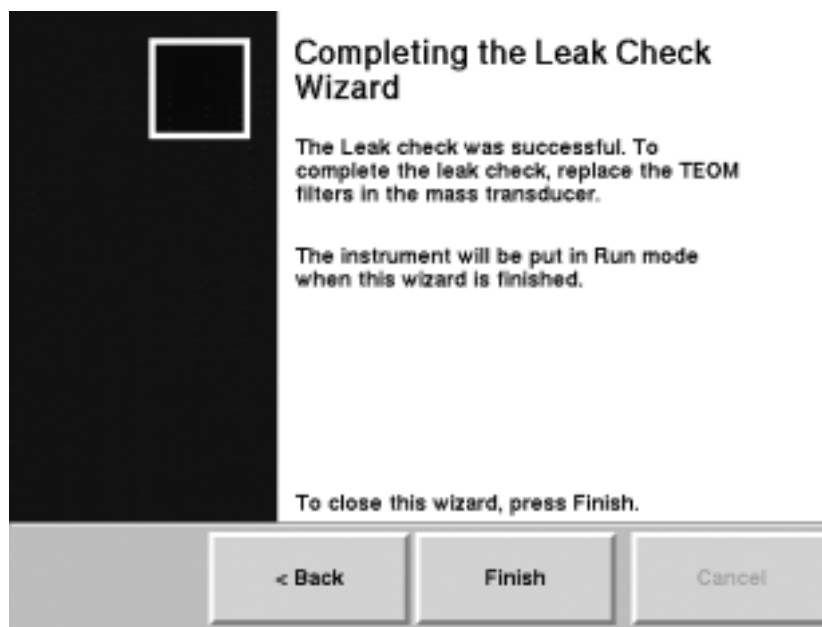 Completing the Leak Check
Wizard
The Leak check was successful. To
complete the leak check, replace the TEOM
filters in the mass transducer.
The instrument will be put in Run mode
when this wizard is finished.
To close this wizard, press Finish.
< Back
Finish
Cancel